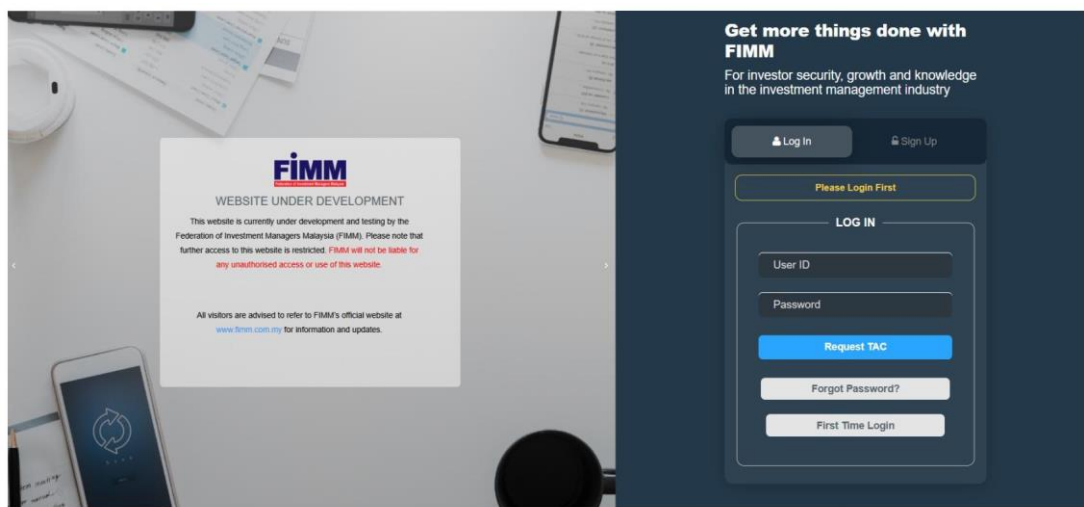 FiMM
WEBSITE UNDER DEVELOPMENT
This website is currently under development and testing by the
Federation of Investment Managers Malaysia (FIMM). Please note that
further access to this website is restricted. FIMM will not be liable for
any unauthorised access or use of this website.
All visitors are advised to refer to FIMM's official website at
www.fimm.com.my for information and updates.
Get more things done with
FIMM
For investor security, growth and knowledge
in the investment management industry
Log In
Sign Up
Please Login First
LOG IN
User ID
Password
Request TAC
Forgot Password?
First Time Login